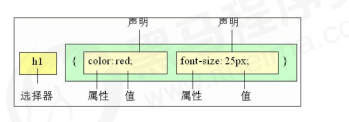 声明 声明
h1 { color: red; font-size: 25px; }
选择器 属性 值 属性 值